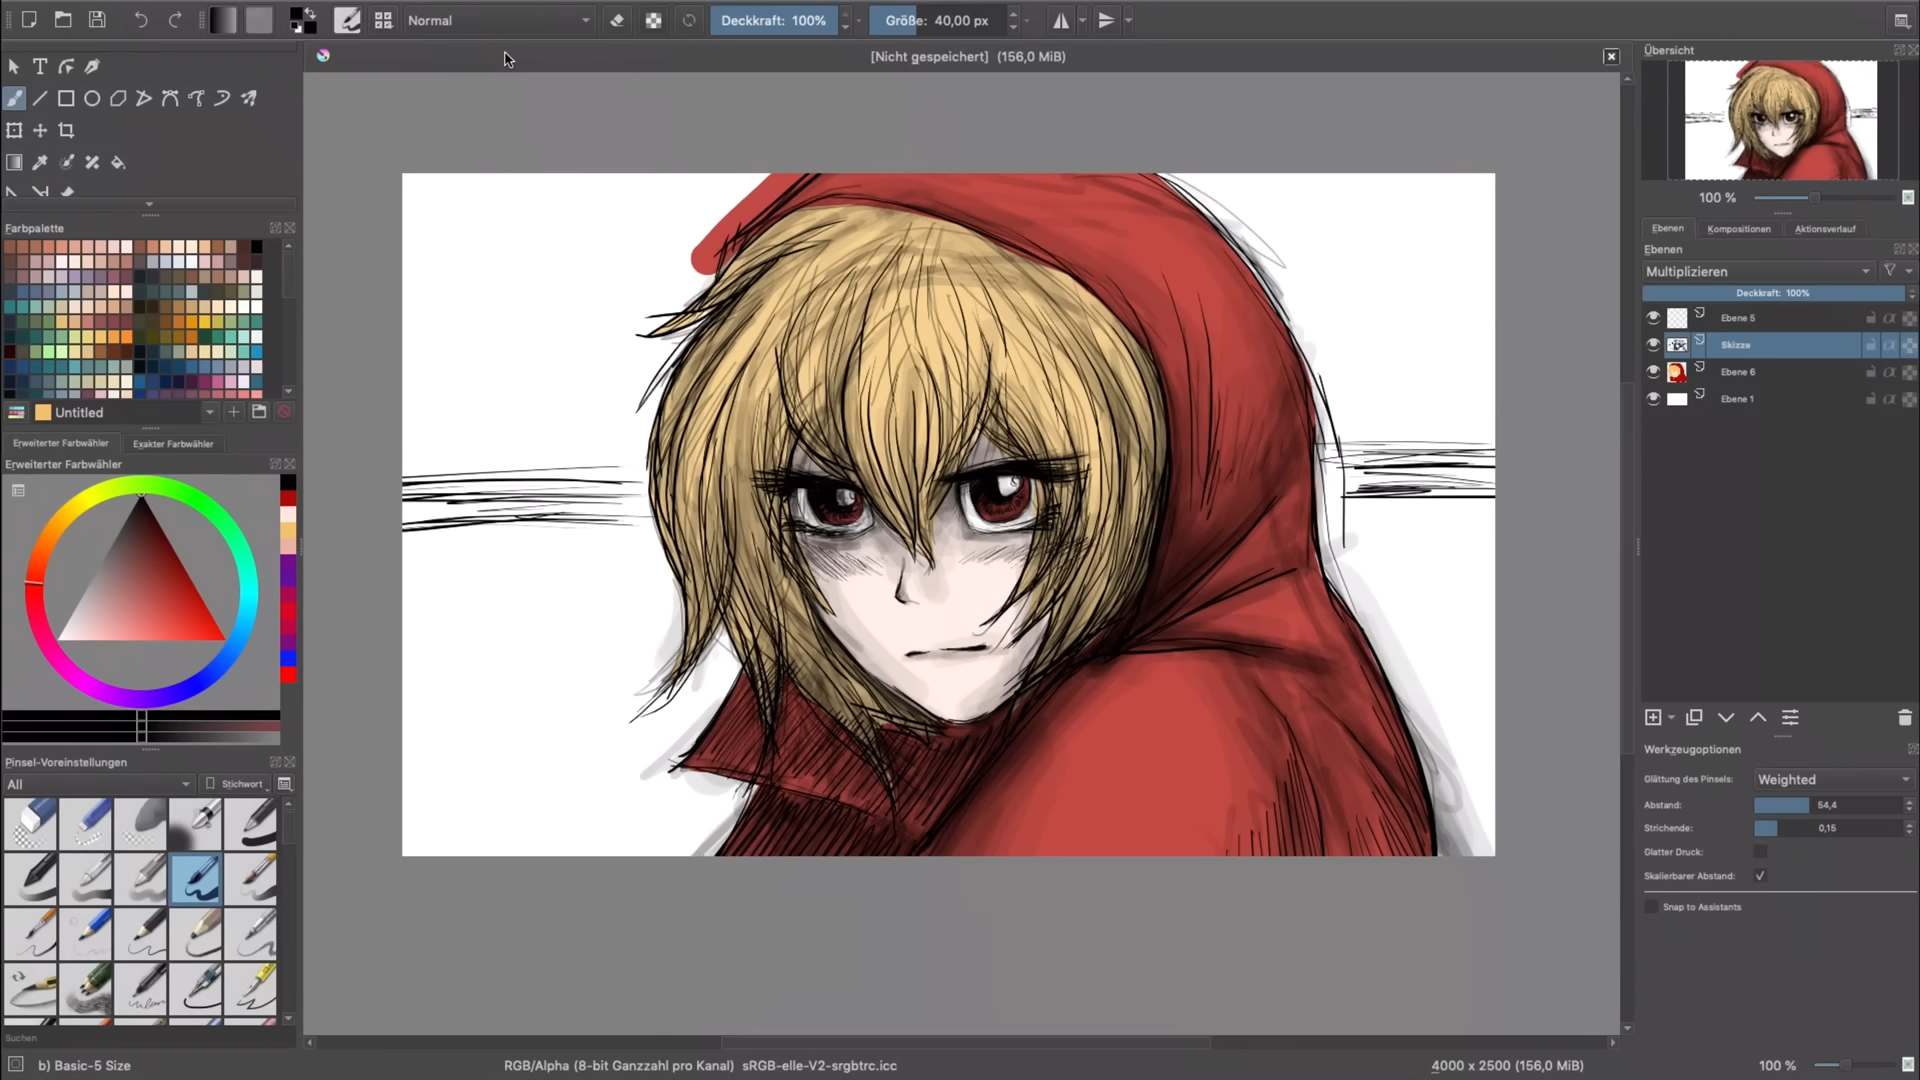 Normal
Deckkraft: 100%
Größe: 40,00 px
[Nicht gespeichert] (156,0 MiB)
Übersicht
100 %
Farbpalette
Untitled
Erweiterter Farbwähler
Exakter Farbwähler
Erweiterter Farbwähler
Pinsel-Voreinstellungen
All
Stichwort
Suchen
b) Basic-5 Size
Ebenen
Kompositionen
Aktionsverlauf
Ebenen
Multiplizieren
Deckkraft: 100%
Ebene 5
Skizze
Ebene 6
Ebene 1
Werkzeugoptionen
Glättung des Pinsels:
Weighted
Abstand:
54,4
Strichende:
0,15
Glatter Druck:
Skalierbarer Abstand:
Snap to Assistants
RGB/Alpha (8-bit Ganzzahl pro Kanal) sRGB-elle-V2-srgbtrc.icc
4000 x 2500 (156,0 MiB)
100 %